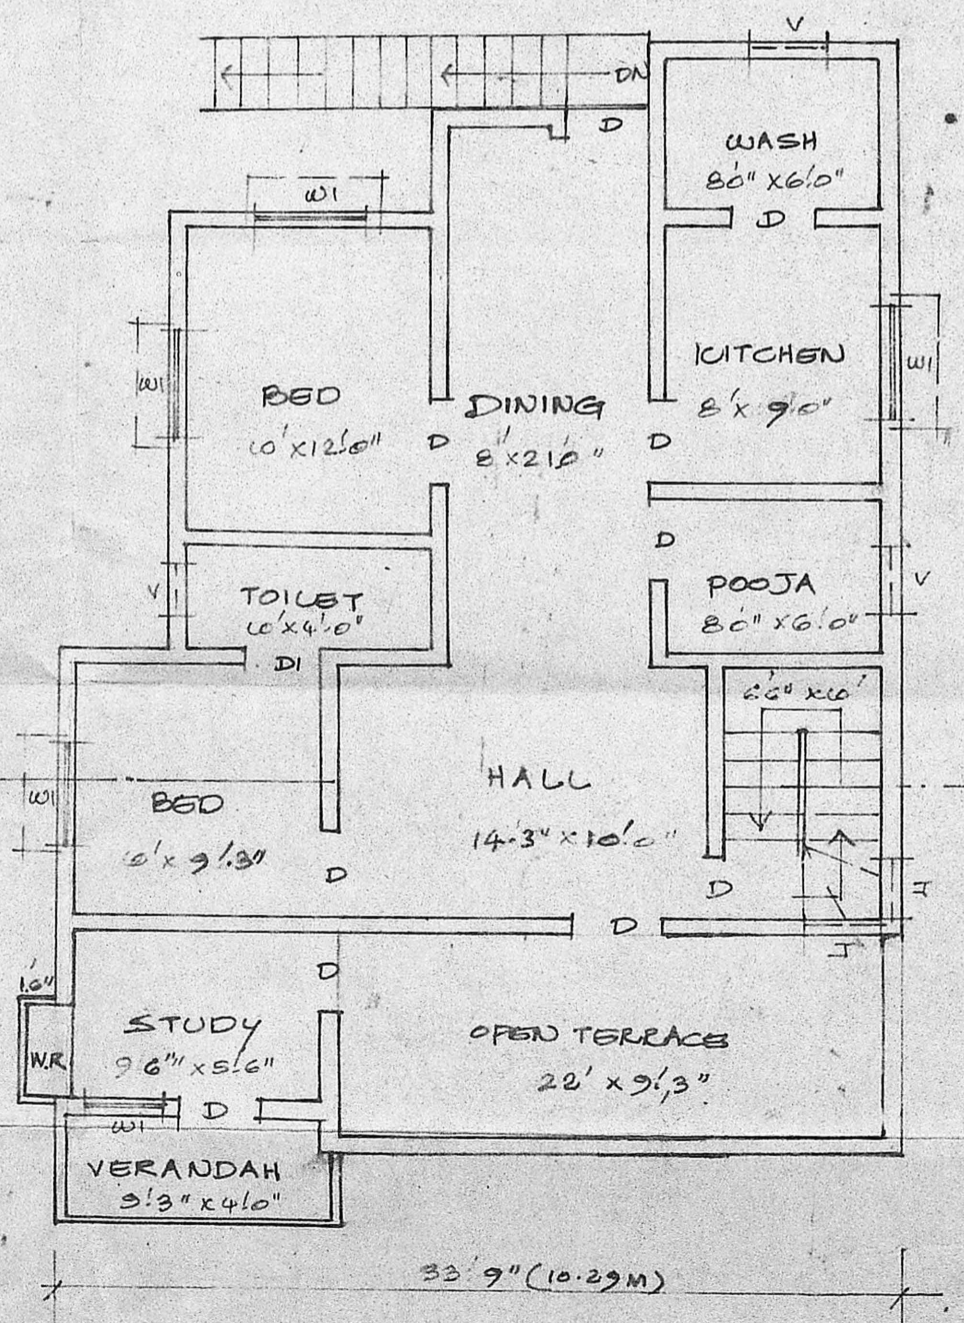 V
DN
D
WASH
8'0" X 6'.0"
D
W1
W1
BED
10' X 12'.0"
D
DINING
8' X 21'.0"
D
KITCHEN
8' X 9'.0"
W1
D
POOJA
8'0" X 6'.0"
V
V
TOILET
10' X 4'.0"
D1
6'6" X 10'
W1
BED
10' X 9'.3"
D
HALL
14'.3" X 10'.0"
D
J
D
J
D
1'.6"
STUDY
9'6" X 5'.6"
W.R.
OPEN TERRACE
22' X 9'.3"
W1
D
VERANDAH
9'.3" X 4'.0"
33'.9" (10.29M)